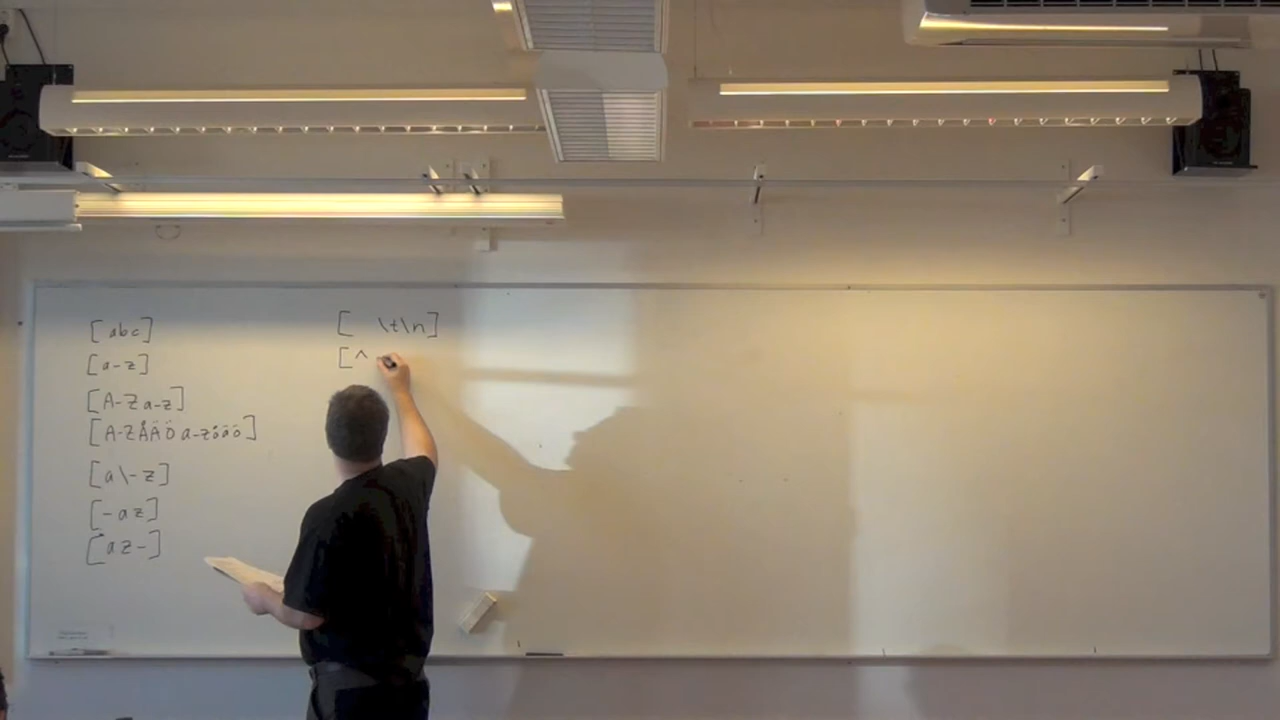 [abc]
[a-z]
[A-Za-z]
[A-ZÅÄÖa-zåäö]
[a\-z]
[-az]
[az-]
[ \t\n]
[^